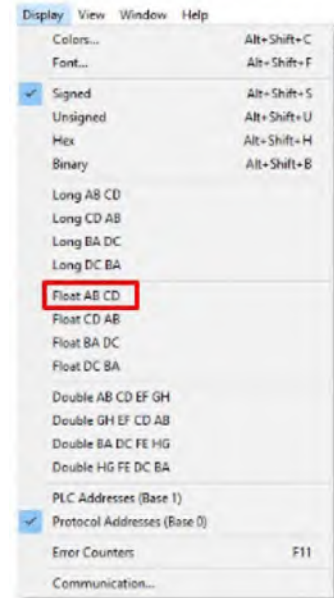 Display View Window Help
Colors... Alt+Shift+C
Font... Alt+Shift+F
Signed Alt+Shift+S
Unsigned Alt+Shift+U
Hex Alt+Shift+H
Binary Alt+Shift+B
Long AB CD
Long CD AB
Long BA DC
Long DC BA
Float AB CD
Float CD AB
Float BA DC
Float DC BA
Double AB CD EF GH
Double GH EF CD AB
Double BA DC FE HG
Double HG FE DC BA
PLC Addresses (Base 1)
Protocol Addresses (Base 0)
Error Counters F11
Communication...